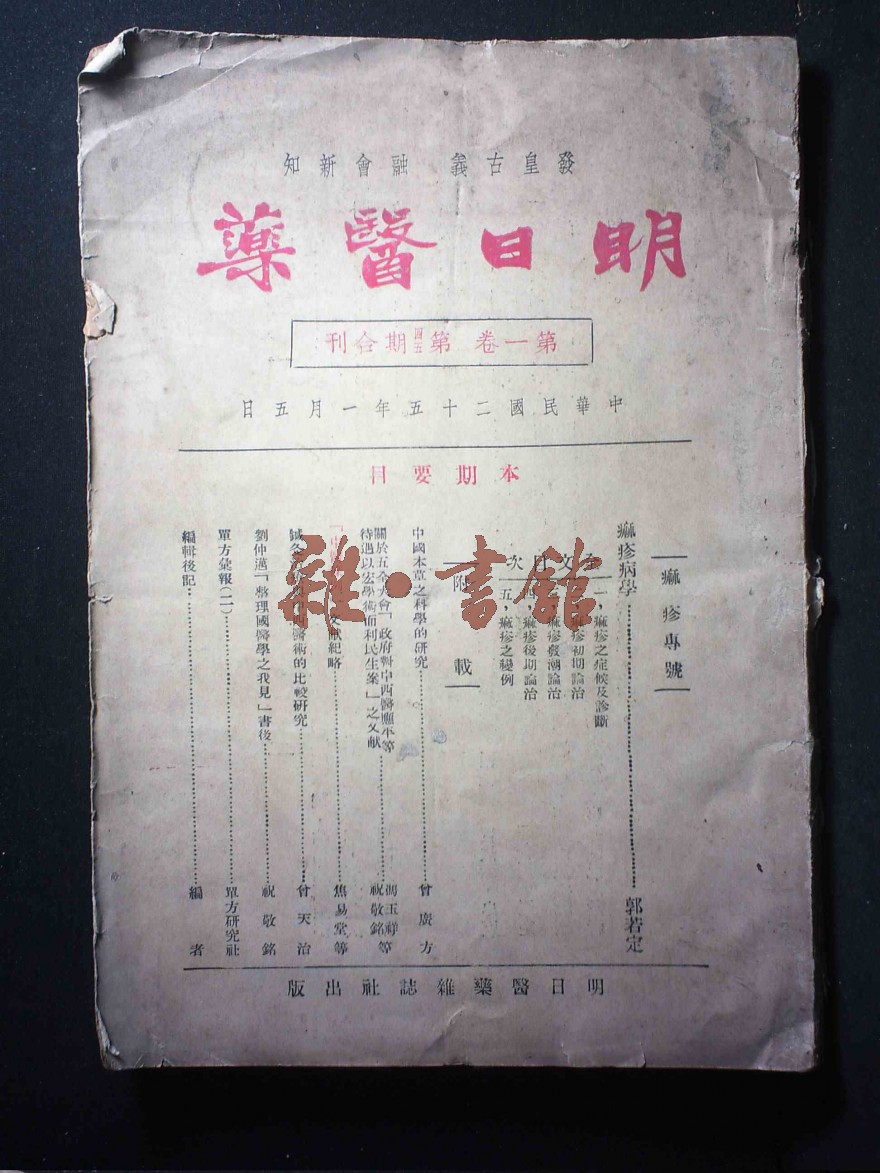 發皇古義 融會新知
明日醫藥
第一卷 第四五期合刊
中華民國二十五年一月五日
本期要目
痲疹專號
痲疹病學 郭若定
文目次
一，痲疹之症候及診斷
痲疹初期論治
痲疹發潮論治
痲疹後期論治
五，痲疹之變例
附載
中國本草之科學的研究 曾廣方
關於五全大會「政府對中西醫應平等
待遇以宏學術而利民生案」之文獻 馮玉祥 祝敬銘等
紀略 焦易堂等
醫術的比較研究 曾天治
劉仲邁「整理國醫學之我見」書後 祝敬銘
單方彙報(二) 單方研究社
編輯後記 編者
明日醫藥雜誌社出版
雜·書館